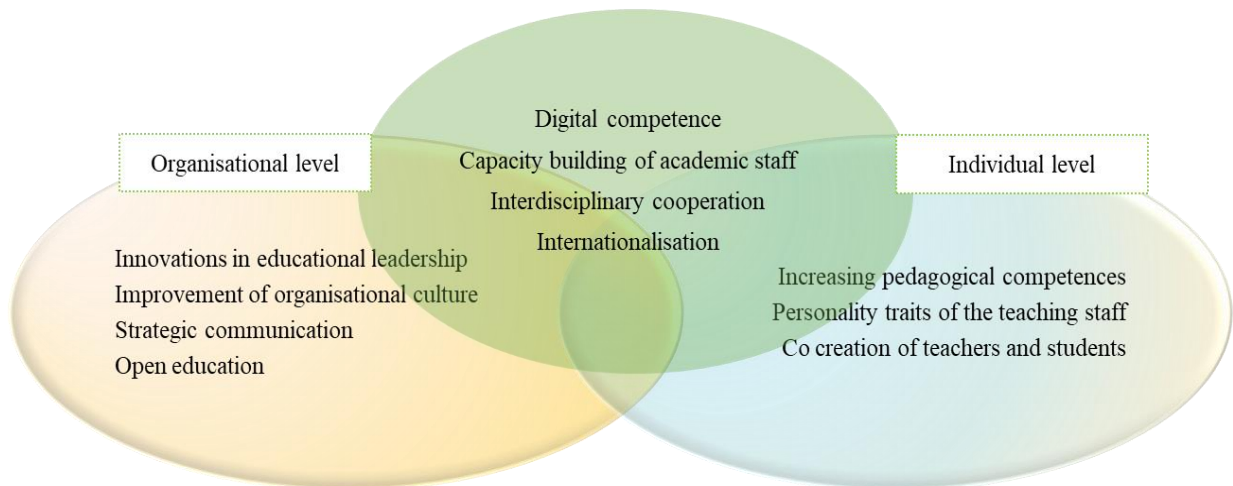 Digital competence
Capacity building of academic staff
Interdisciplinary cooperation
Internationalisation
Organisational level
Innovations in educational leadership
Improvement of organisational culture
Strategic communication
Open education
Individual level
Increasing pedagogical competences
Personality traits of the teaching staff
Co creation of teachers and students